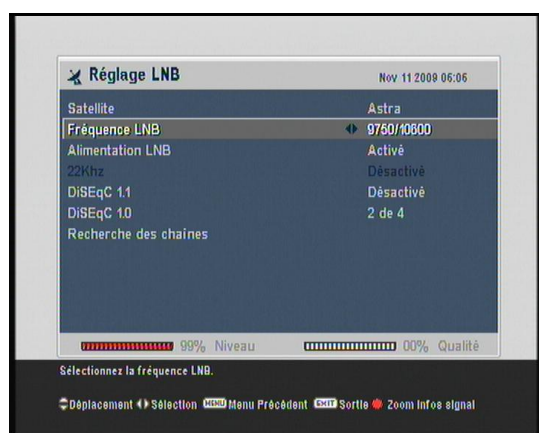 Réglage LNB Nov 11 2009 06:06
Satellite Astra
Fréquence LNB 9750/10600
Alimentation LNB Activé
22Khz Désactivé
DiSEqC 1.1 Désactivé
DiSEqC 1.0 2 de 4
Recherche des chaînes
99% Niveau 00% Qualité
Sélectionnez la fréquence LNB.
Déplacement Sélection MENU Menu Précédent EXIT Sortie Zoom Infos signal